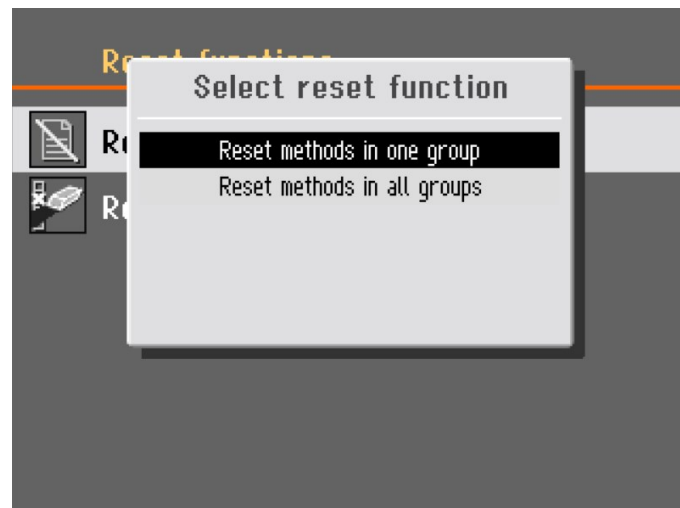 Select reset function
Reset methods in one group
Reset methods in all groups